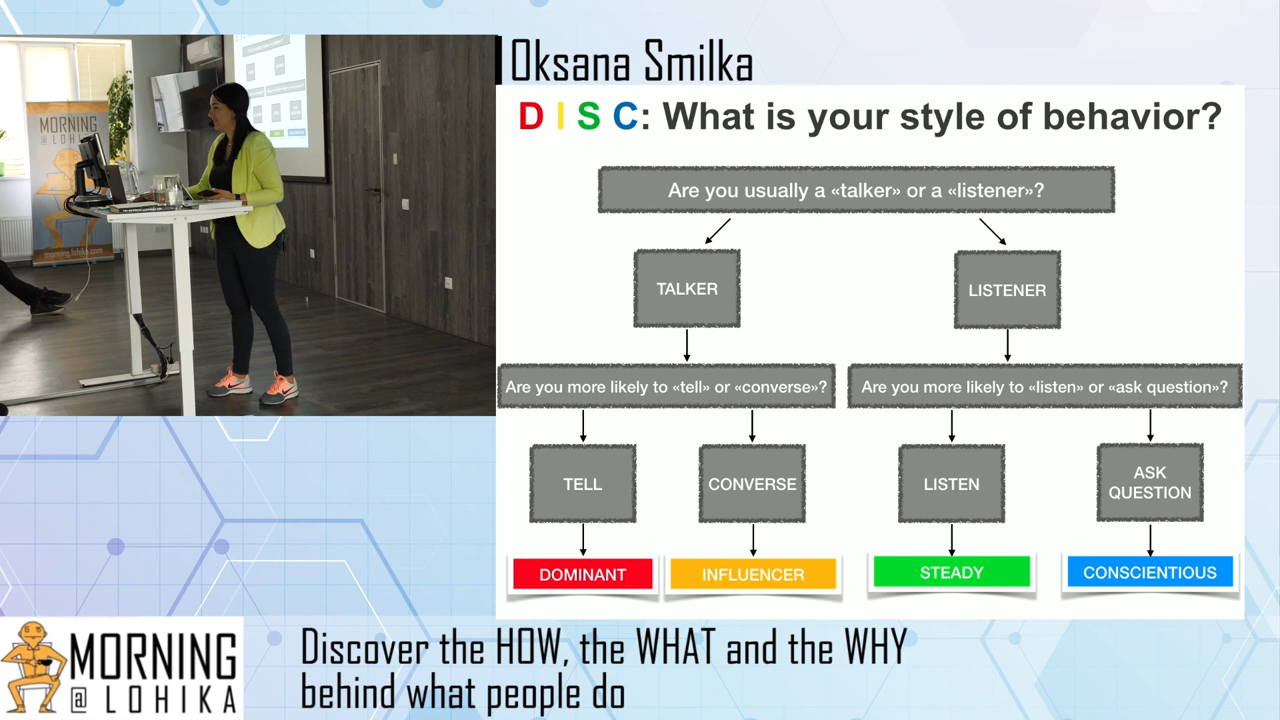 Oksana Smilka
DISC: What is your style of behavior?
Are you usually a «talker» or a «listener»?
TALKER
LISTENER
Are you more likely to «tell» or «converse»?
Are you more likely to «listen» or «ask question»?
TELL
CONVERSE
LISTEN
ASK
QUESTION
DOMINANT
INFLUENCER
STEADY
CONSCIENTIOUS
MORNING
@ LOHIKA
morning.lohika.com
MORNING
@ LOHIKA
Discover the HOW, the WHAT and the WHY
behind what people do